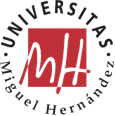 · UNIVERSITAS ·
MH
Miguel Hernández